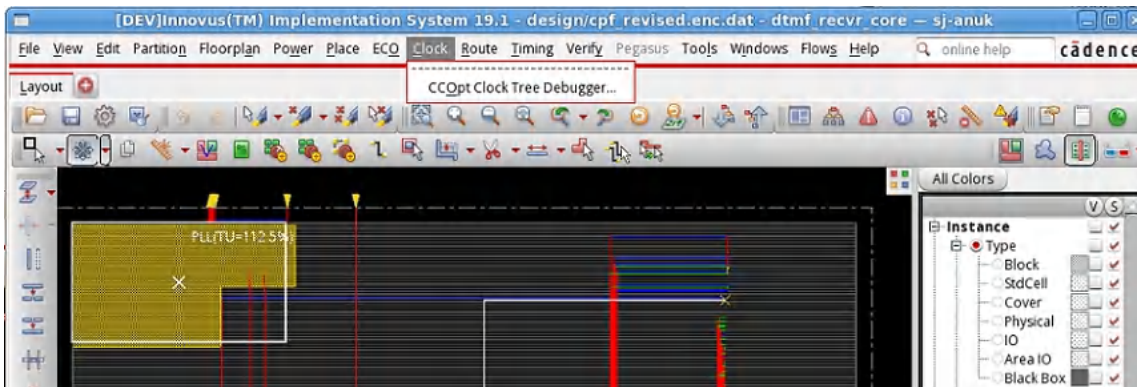 [DEV]Innovus(TM) Implementation System 19.1 - design/cpf_revised.enc.dat - dtmf_recvr_core — sj-anuk
File View Edit Partition Floorplan Power Place ECO Clock Route Timing Verify Pegasus Tools Windows Flows Help online help cādence
CCOpt Clock Tree Debugger...
Layout
All Colors
V S
PLL(TU=112.5%)
Instance
Type
Block
StdCell
Cover
Physical
IO
Area IO
Black Box